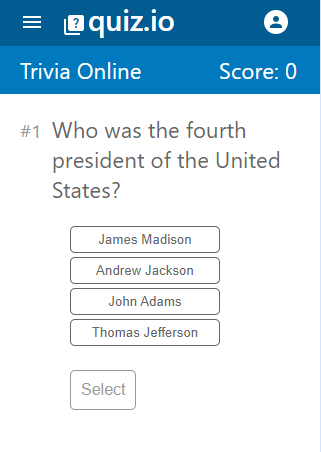 quiz.io
Trivia Online Score: 0
#1 Who was the fourth
president of the United
States?
James Madison
Andrew Jackson
John Adams
Thomas Jefferson
Select